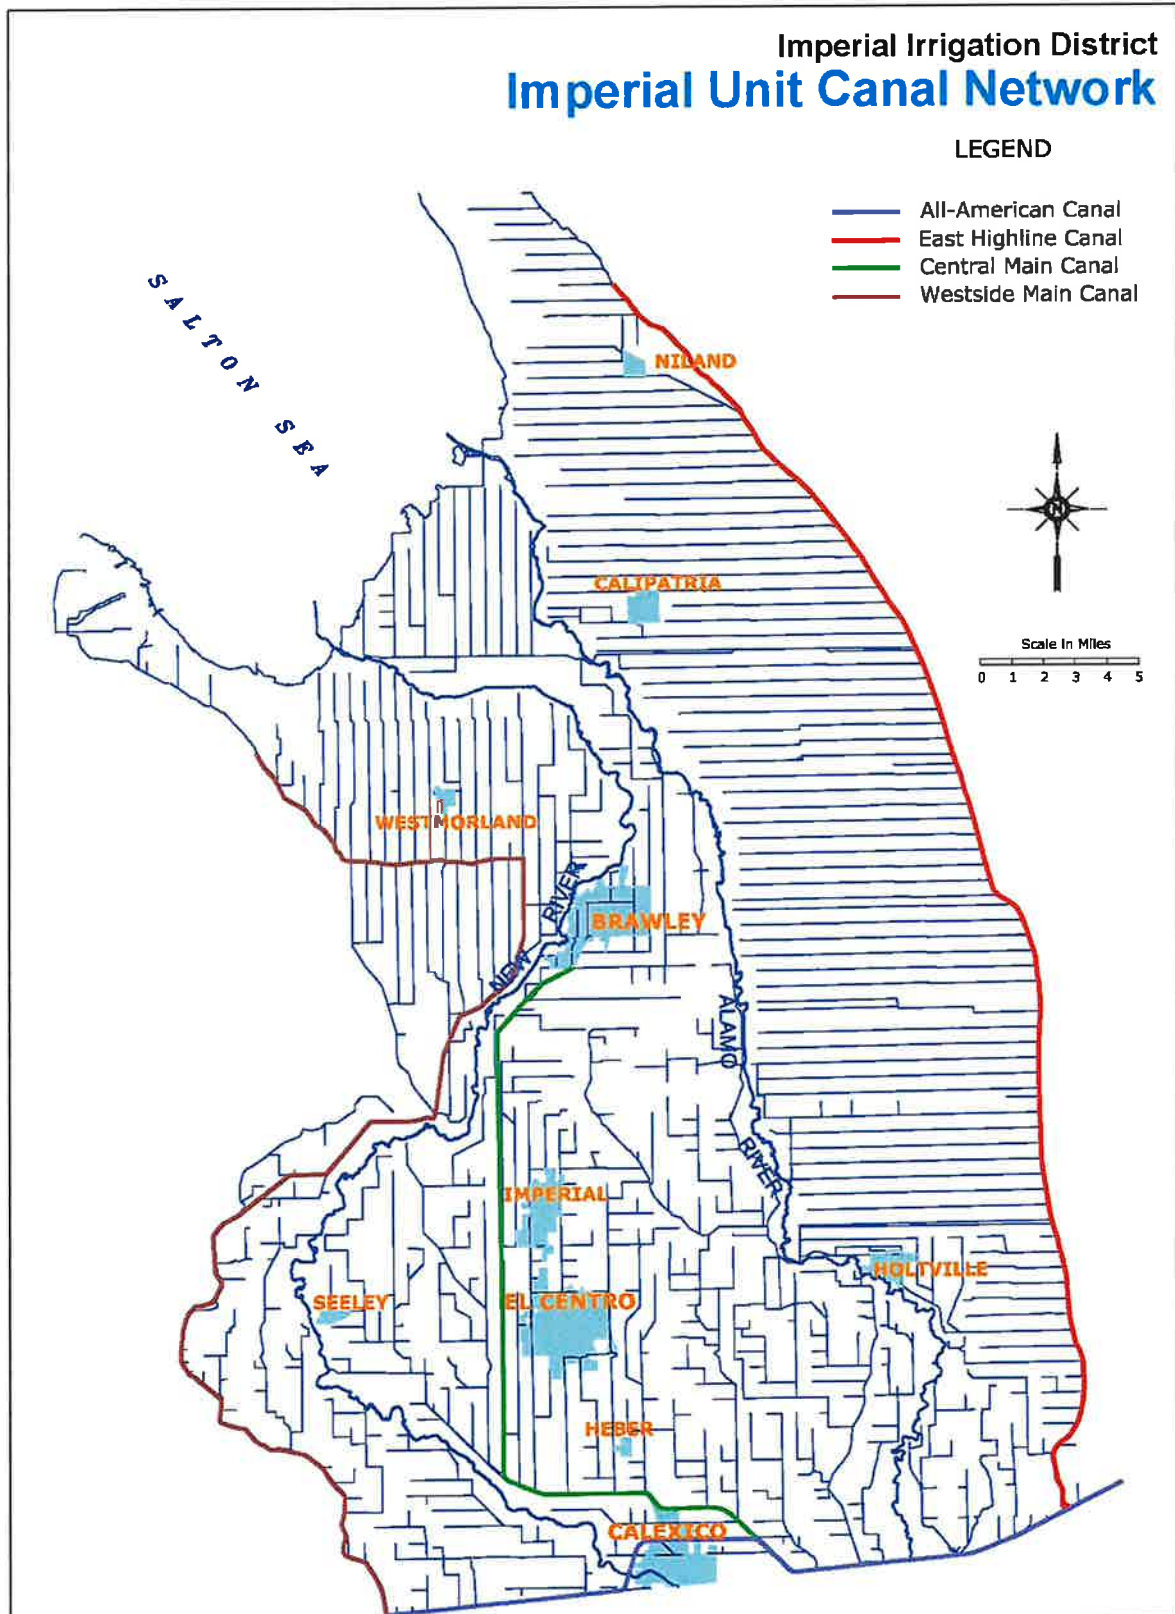 Imperial Irrigation District
Imperial Unit Canal Network
LEGEND
All-American Canal
East Highline Canal
Central Main Canal
Westside Main Canal
SALTON SEA
NILAND
N
CALIPATRIA
Scale In Miles
0 1 2 3 4 5
WESTMORLAND
NEW RIVER
BRAWLEY
ALAMO RIVER
IMPERIAL
HOLTVILLE
SEELEY
EL CENTRO
HEBER
CALEXICO